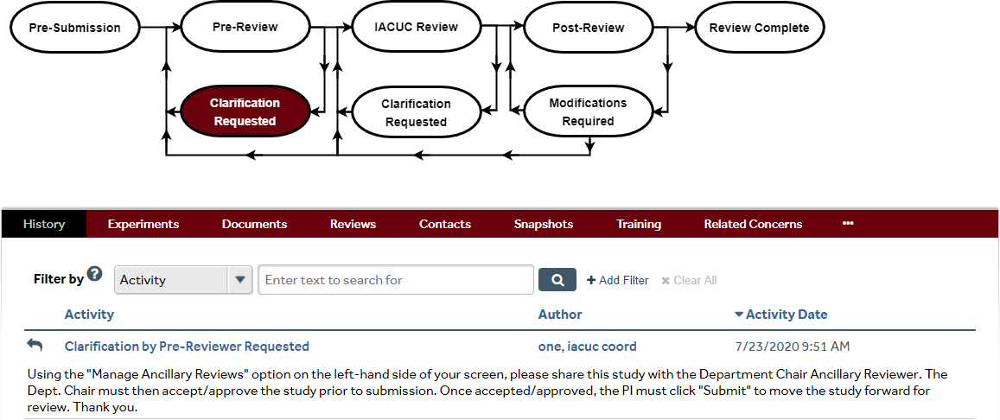 Pre-Submission
Pre-Review
IACUC Review
Post-Review
Review Complete
Clarification
Requested
Clarification
Requested
Modifications
Required
History Experiments Documents Reviews Contacts Snapshots Training Related Concerns •••
Filter by ? Activity Enter text to search for + Add Filter × Clear All
Activity Author Activity Date
Clarification by Pre-Reviewer Requested one, iacuc coord 7/23/2020 9:51 AM
Using the "Manage Ancillary Reviews" option on the left-hand side of your screen, please share this study with the Department Chair Ancillary Reviewer. The
Dept. Chair must then accept/approve the study prior to submission. Once accepted/approved, the PI must click "Submit" to move the study forward for
review. Thank you.